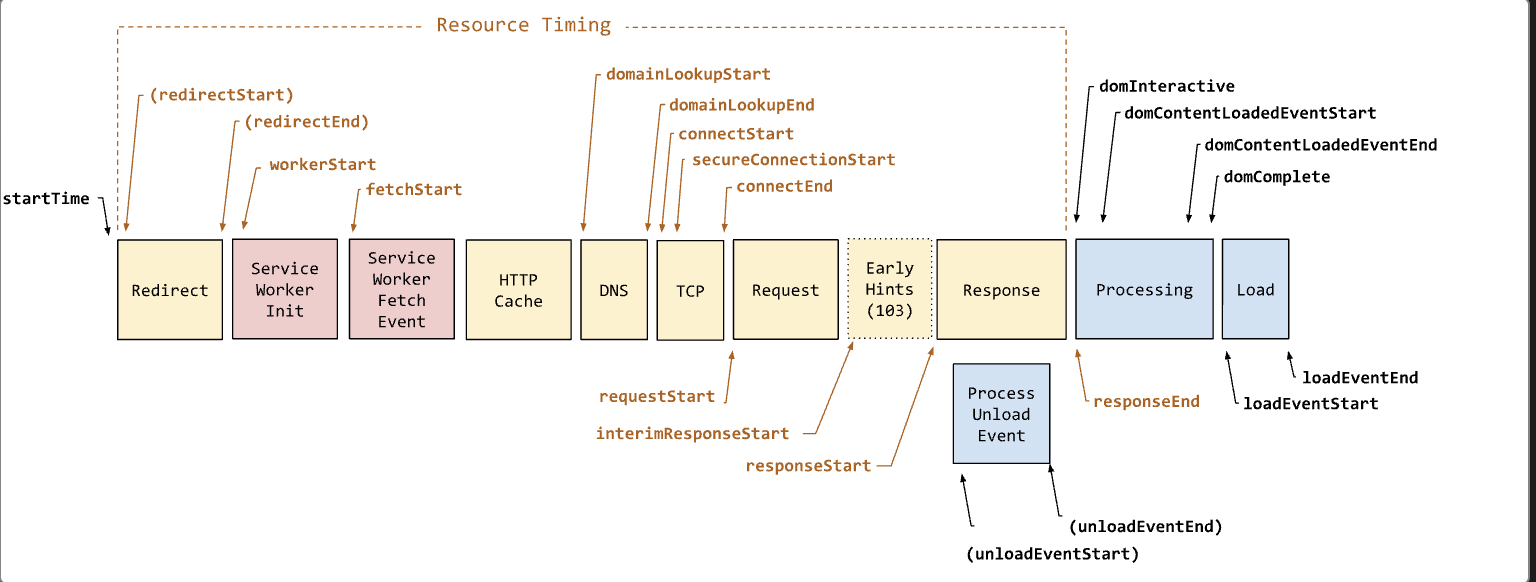 Resource Timing
domainLookupStart
(redirectStart)
domInteractive
domainLookupEnd
domContentLoadedEventStart
(redirectEnd)
connectStart
domContentLoadedEventEnd
workerStart
secureConnectionStart
domComplete
fetchStart
connectEnd
startTime
Redirect
Service
Worker
Init
Service
Worker
Fetch
Event
HTTP
Cache
DNS
TCP
Request
Early
Hints
(103)
Response
Processing
Load
requestStart
interimResponseStart
responseStart
Process
Unload
Event
responseEnd
loadEventEnd
loadEventStart
(unloadEventEnd)
(unloadEventStart)